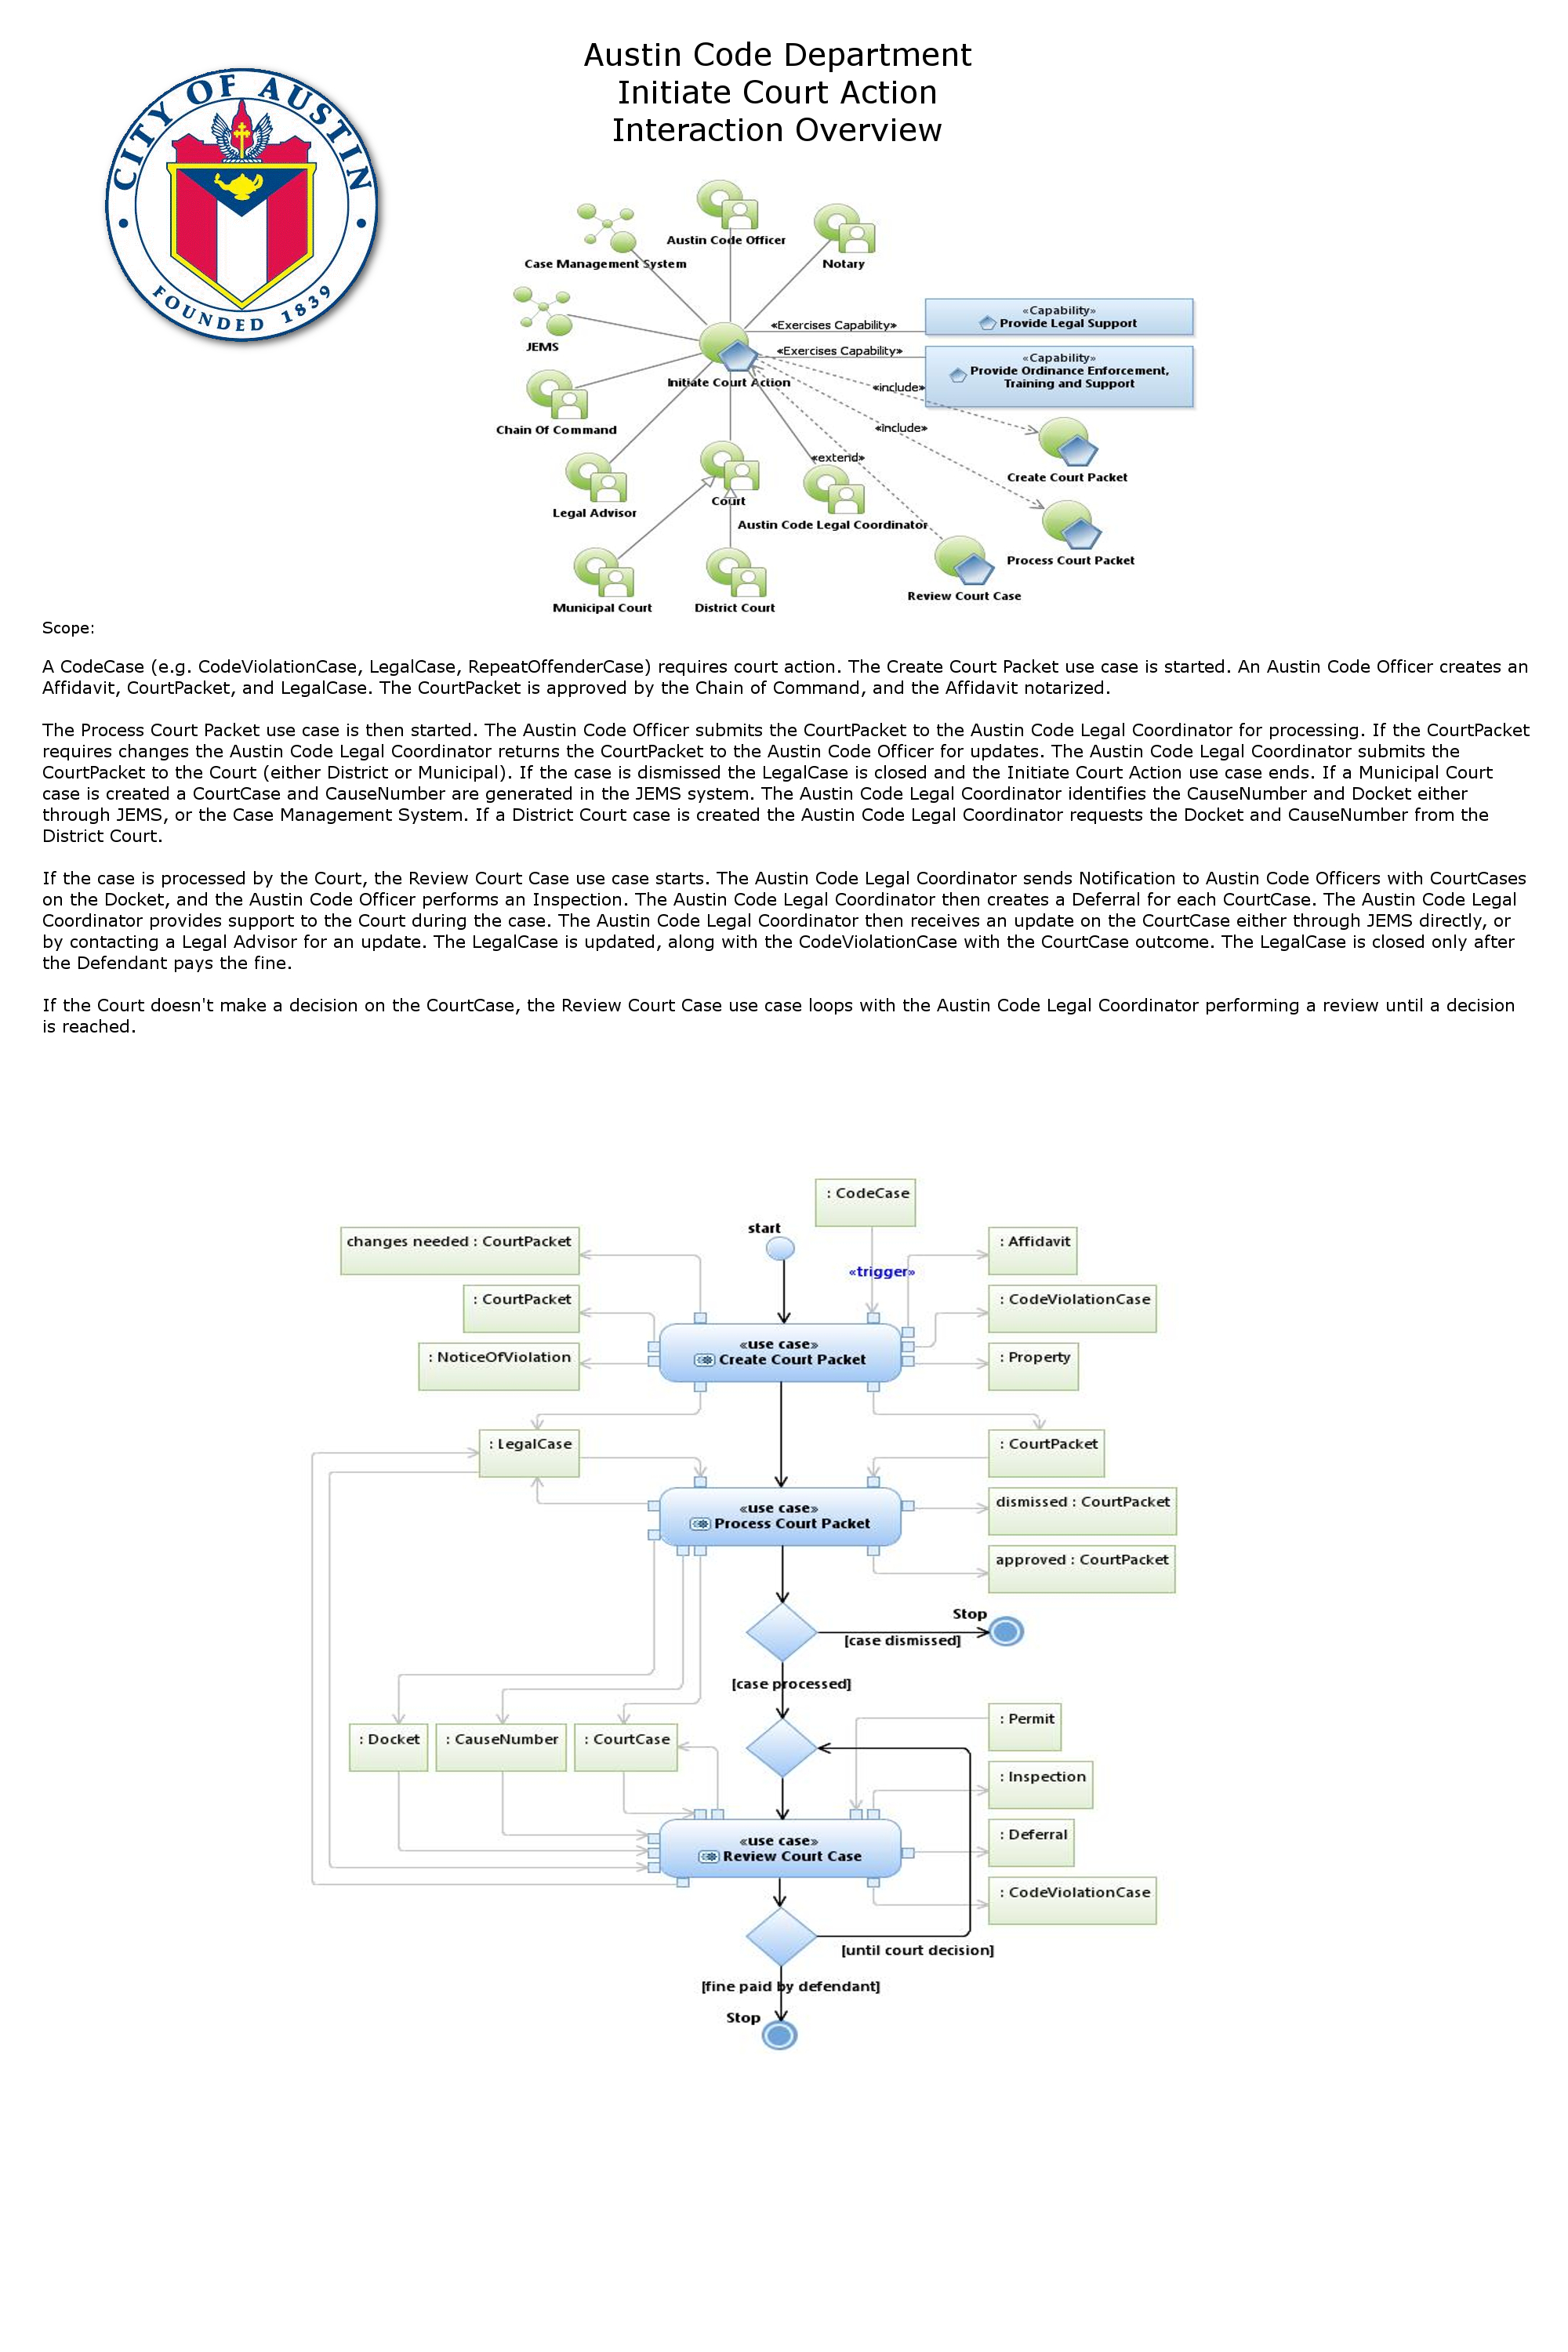 Austin Code Department
Initiate Court Action
Interaction Overview
CITY OF AUSTIN
FOUNDED 1839
Austin Code Officer
Case Management System
Notary
«Exercises Capability»
«Capability»
Provide Legal Support
JEMS
«Exercises Capability»
«Capability»
Provide Ordinance Enforcement,
Training and Support
Initiate Court Action
«include»
Chain Of Command
«include»
«extend»
Create Court Packet
Legal Advisor
Court
Austin Code Legal Coordinator
Process Court Packet
Review Court Case
Municipal Court
District Court
Scope:
A CodeCase (e.g. CodeViolationCase, LegalCase, RepeatOffenderCase) requires court action. The Create Court Packet use case is started. An Austin Code Officer creates an
Affidavit, CourtPacket, and LegalCase. The CourtPacket is approved by the Chain of Command, and the Affidavit notarized.
The Process Court Packet use case is then started. The Austin Code Officer submits the CourtPacket to the Austin Code Legal Coordinator for processing. If the CourtPacket
requires changes the Austin Code Legal Coordinator returns the CourtPacket to the Austin Code Officer for updates. The Austin Code Legal Coordinator submits the
CourtPacket to the Court (either District or Municipal). If the case is dismissed the LegalCase is closed and the Initiate Court Action use case ends. If a Municipal Court
case is created a CourtCase and CauseNumber are generated in the JEMS system. The Austin Code Legal Coordinator identifies the CauseNumber and Docket either
through JEMS, or the Case Management System. If a District Court case is created the Austin Code Legal Coordinator requests the Docket and CauseNumber from the
District Court.
If the case is processed by the Court, the Review Court Case use case starts. The Austin Code Legal Coordinator sends Notification to Austin Code Officers with CourtCases
on the Docket, and the Austin Code Officer performs an Inspection. The Austin Code Legal Coordinator then creates a Deferral for each CourtCase. The Austin Code Legal
Coordinator provides support to the Court during the case. The Austin Code Legal Coordinator then receives an update on the CourtCase either through JEMS directly, or
by contacting a Legal Advisor for an update. The LegalCase is updated, along with the CodeViolationCase with the CourtCase outcome. The LegalCase is closed only after
the Defendant pays the fine.
If the Court doesn't make a decision on the CourtCase, the Review Court Case use case loops with the Austin Code Legal Coordinator performing a review until a decision
is reached.
: CodeCase
start
changes needed : CourtPacket
: Affidavit
«trigger»
: CourtPacket
: CodeViolationCase
«use case»
Create Court Packet
: NoticeOfViolation
: Property
: LegalCase
: CourtPacket
«use case»
Process Court Packet
dismissed : CourtPacket
approved : CourtPacket
Stop
[case dismissed]
[case processed]
: Permit
: Docket
: CauseNumber
: CourtCase
: Inspection
«use case»
Review Court Case
: Deferral
: CodeViolationCase
[until court decision]
[fine paid by defendant]
Stop